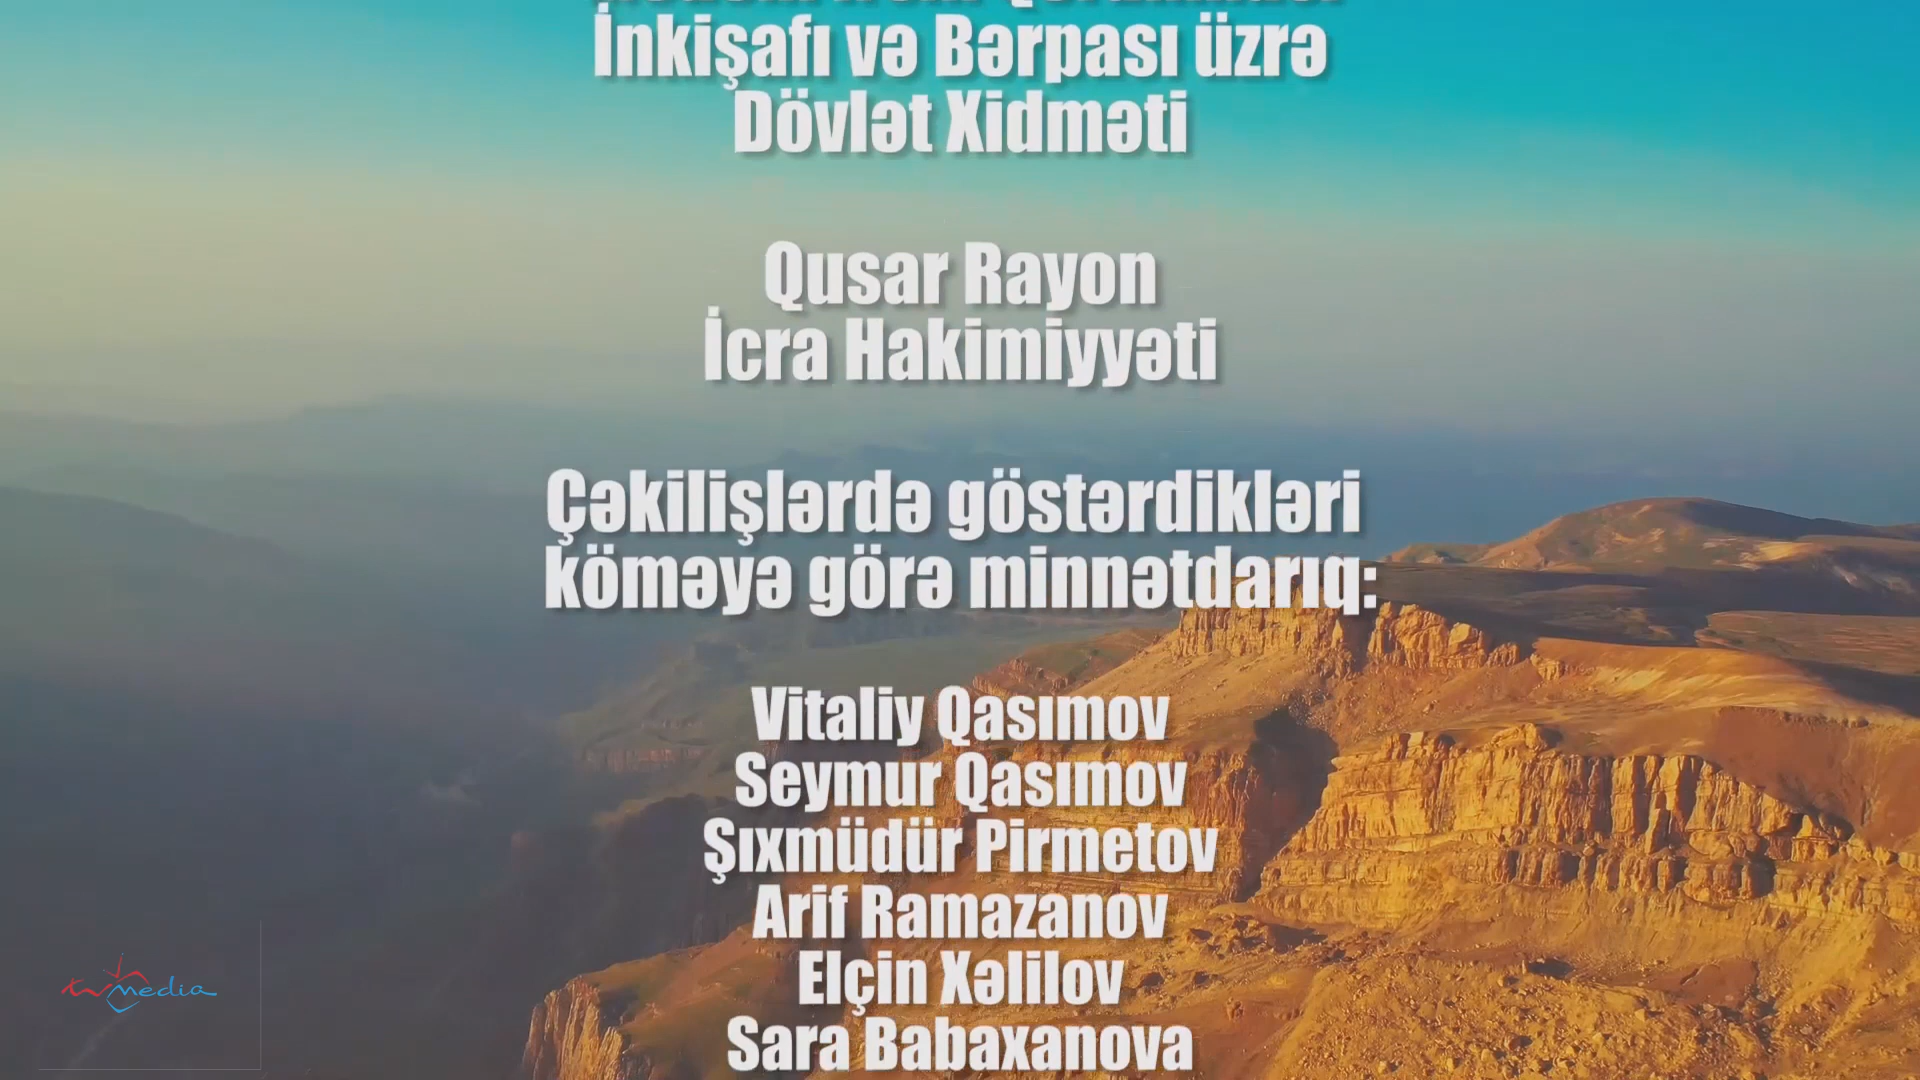 İnkişafı və Bərpası üzrə
Dövlət Xidməti
Qusar Rayon
İcra Hakimiyyəti
Çəkilişlərdə göstərdikləri
köməyə görə minnətdarıq:
Vitaliy Qasımov
Seymur Qasımov
Şıxmüdür Pirmetov
Arif Ramazanov
Elçin Xəlilov
Sara Babaxanova
tv media